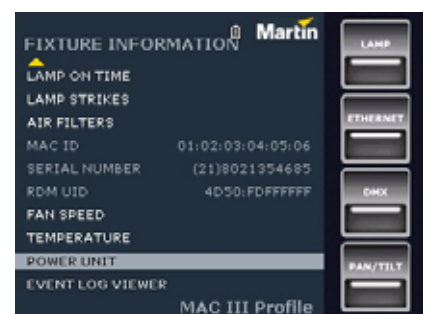 Martin
FIXTURE INFORMATION
LAMP ON TIME
LAMP STRIKES
AIR FILTERS
MAC ID 01:02:03:04:05:06
SERIAL NUMBER (21)8021354685
RDM UID 4D50:FDFFFFFF
FAN SPEED
TEMPERATURE
POWER UNIT
EVENT LOG VIEWER
MAC III Profile
LAMP
ETHERNET
DMX
PAN/TILT